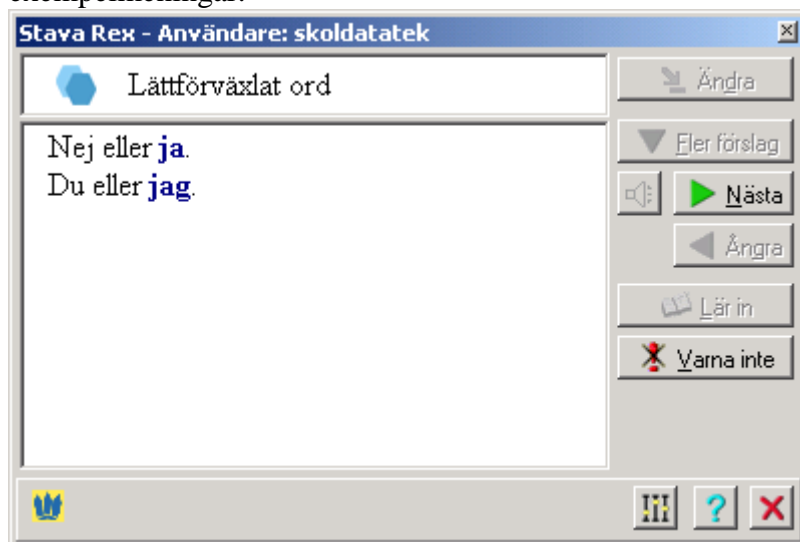 exempelmeningar.
Stava Rex - Användare: skoldatatek
Lättförväxlat ord
Nej eller ja.
Du eller jag.
Ändra
Fler förslag
Nästa
Ångra
Lär in
Varna inte